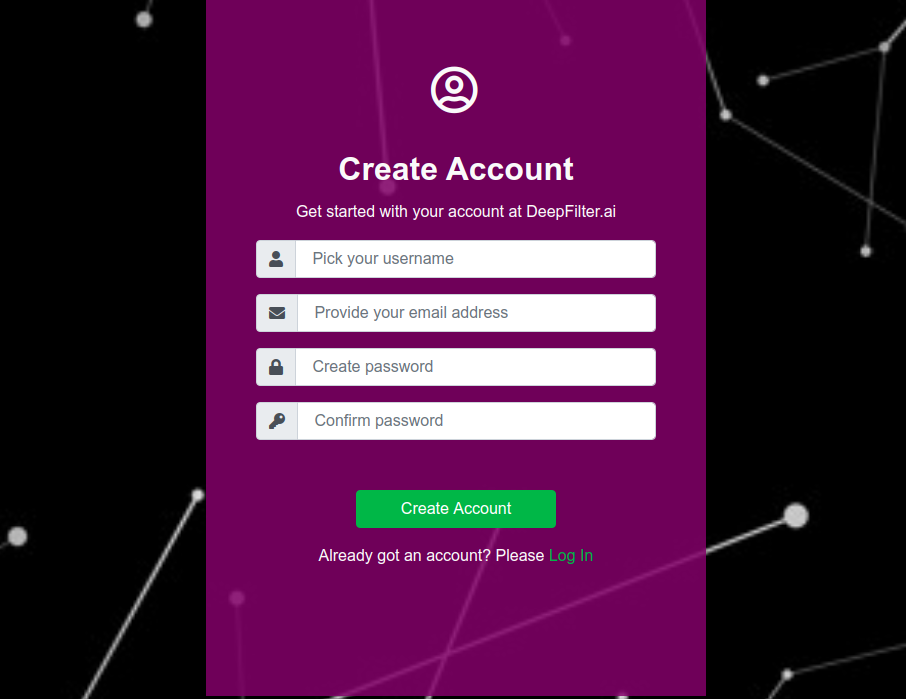 Create Account
Get started with your account at DeepFilter.ai
Pick your username
Provide your email address
Create password
Confirm password
Create Account
Already got an account? Please Log In